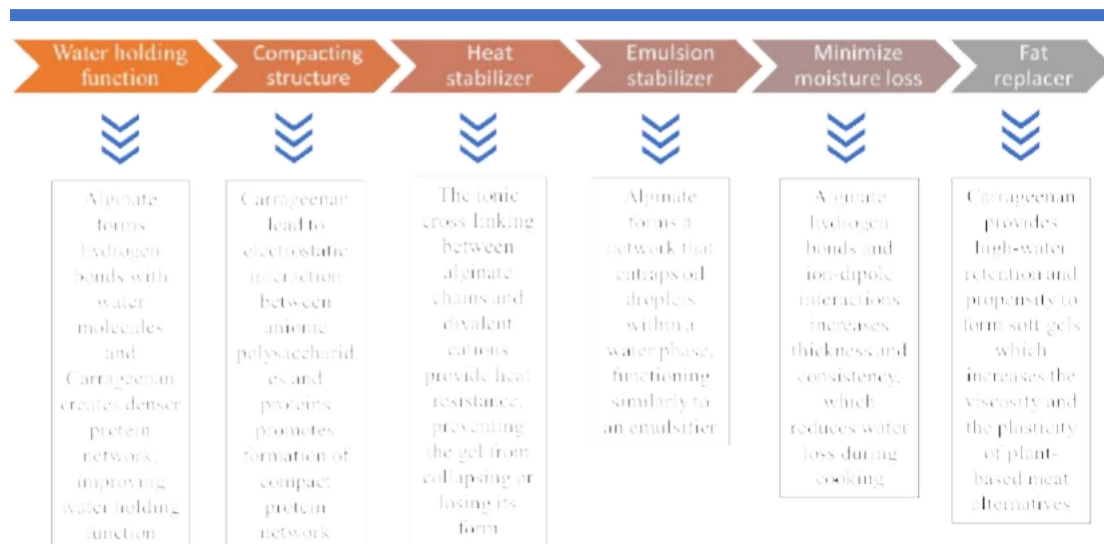 Water holding
function
Compacting
structure
Heat
stabilizer
Emulsion
stabilizer
Minimize
moisture loss
Fat
replacer
Alginate
forms
hydrogen
bonds with
water
molecules
and
Carrageenan
creates denser
protein
network,
improving
water holding
function
Carrageenan
lead to
electrostatic
interaction
between
anionic
polysaccharid
es and
proteins
promotes
formation of
compact
protein
network
The ionic
cross-linking
between
alginate
chains and
divalent
cations
provide heat
resistance,
preventing
the gel from
collapsing or
losing its
form
Alginate
forms a
network that
entraps oil
droplets
within a
water phase,
functioning
similarly to
an emulsifier
Alginate
hydrogen
bonds and
ion-dipole
interactions
increases
thickness and
consistency,
which
reduces water
loss during
cooking
Carrageenan
provides
high-water
retention and
propensity to
form soft gels
which
increases the
viscosity and
the plasticity
of plant-
based meat
alternatives